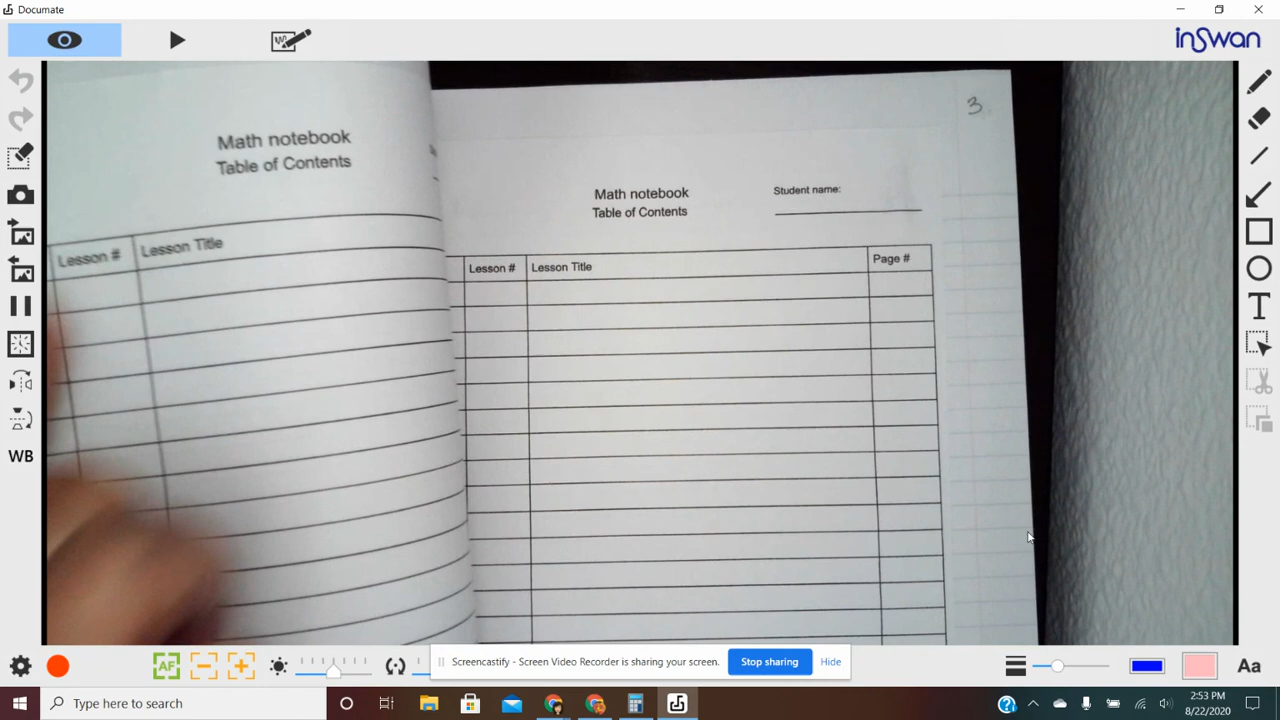 Documate
inSwan
3
Math notebook
Table of Contents
Lesson #
Lesson Title
Math notebook
Table of Contents
Student name:
Lesson #
Lesson Title
Page #
T
WB
AF
Screencastify - Screen Video Recorder is sharing your screen.
Stop sharing
Hide
Aa
Type here to search
2:53 PM
8/22/2020